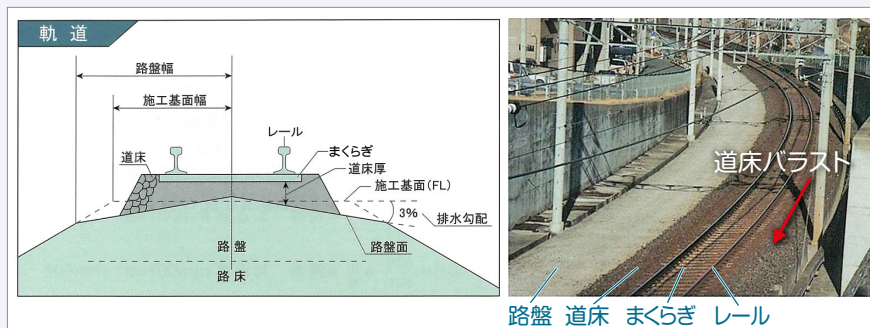 軌道
路盤幅
施工基面幅
レール
まくらぎ
道床
道床厚
施工基面(FL)
3%
排水勾配
路盤面
路盤
路床
道床バラスト
路盤 道床 まくらぎ レール